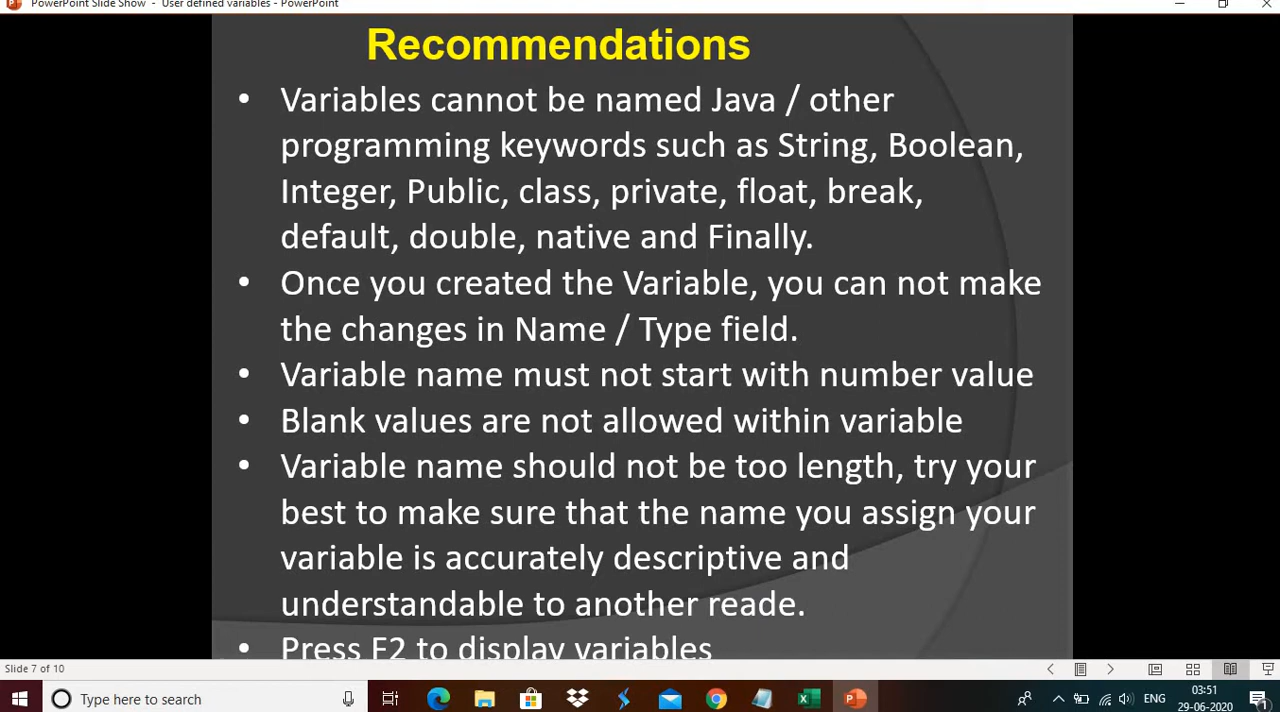 PowerPoint Slide Show - User defined variables - PowerPoint
Recommendations
• Variables cannot be named Java / other
programming keywords such as String, Boolean,
Integer, Public, class, private, float, break,
default, double, native and Finally.
• Once you created the Variable, you can not make
the changes in Name / Type field.
• Variable name must not start with number value
• Blank values are not allowed within variable
• Variable name should not be too length, try your
best to make sure that the name you assign your
variable is accurately descriptive and
understandable to another reade.
• Press F2 to display variables
Slide 7 of 10
Type here to search
ENG
03:51
29-06-2020
1